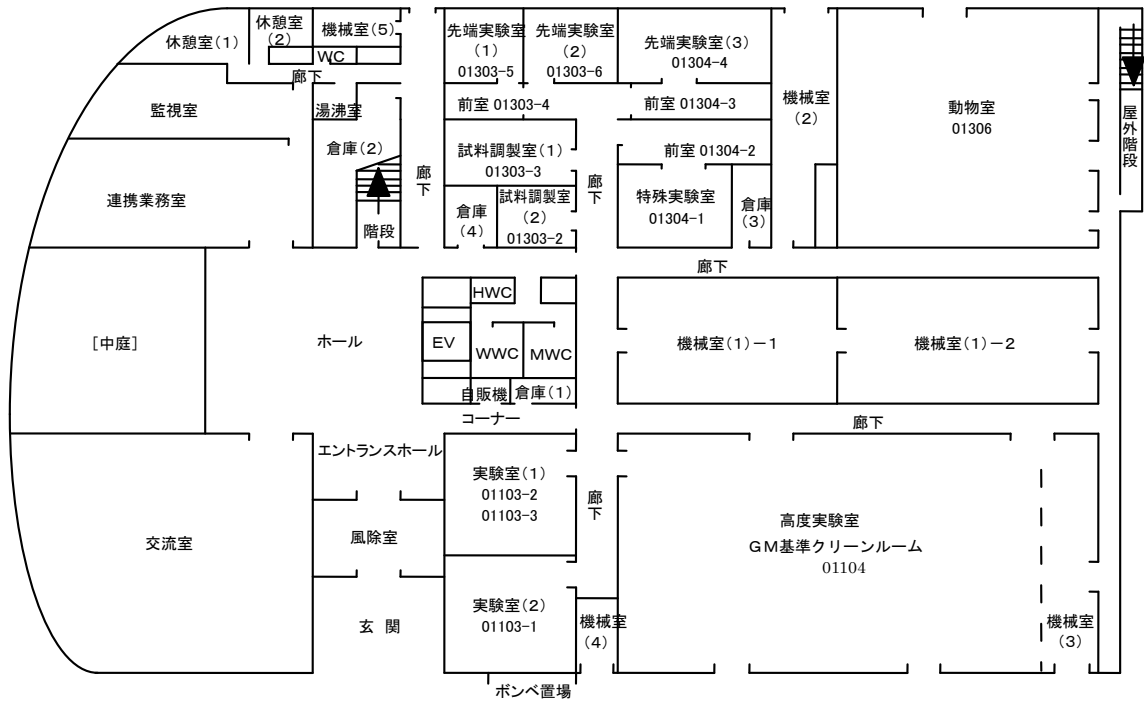 休憩室(1)
休憩室
(2)
機械室(5)
WC
廊下
先端実験室
(1)
01303-5
先端実験室
(2)
01303-6
先端実験室(3)
01304-4
監視室
湯沸室
前室 01303-4
前室 01304-3
機械室
(2)
動物室
01306
屋外階段
倉庫(2)
廊下
試料調製室(1)
01303-3
廊下
前室 01304-2
連携業務室
階段
倉庫
(4)
試料調製室
(2)
01303-2
特殊実験室
01304-1
倉庫
(3)
廊下
HWC
[中庭]
ホール
EV
WWC
MWC
機械室(1)-1
機械室(1)-2
自販機
コーナー
倉庫(1)
廊下
エントランスホール
実験室(1)
01103-2
01103-3
廊下
交流室
風除室
高度実験室
GM基準クリーンルーム
01104
玄 関
実験室(2)
01103-1
機械室
(4)
機械室
(3)
ボンベ置場